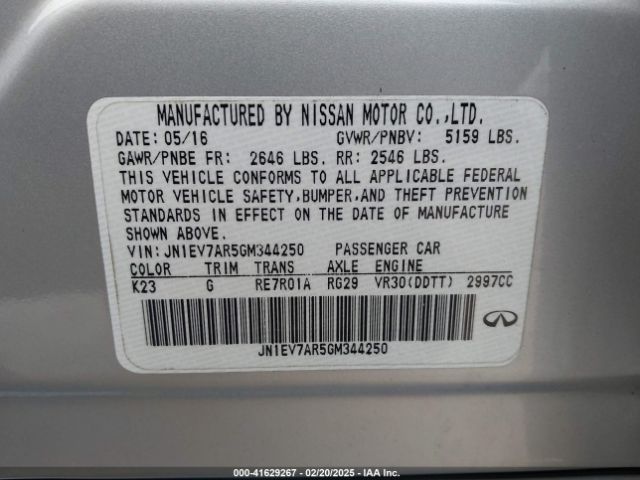 MANUFACTURED BY NISSAN MOTOR CO.,LTD.
DATE: 05/16 GVWR/PNBV: 5159 LBS.
GAWR/PNBE FR: 2646 LBS. RR: 2546 LBS.
THIS VEHICLE CONFORMS TO ALL APPLICABLE FEDERAL
MOTOR VEHICLE SAFETY,BUMPER,AND THEFT PREVENTION
STANDARDS IN EFFECT ON THE DATE OF MANUFACTURE
SHOWN ABOVE.
VIN: JN1EV7AR5GM344250 PASSENGER CAR
COLOR TRIM TRANS AXLE ENGINE
K23 G RE7R01A RG29 VR30(DDTT) 2997CC
JN1EV7AR5GM344250
000-41629267 - 02/20/2025 - IAA Inc.